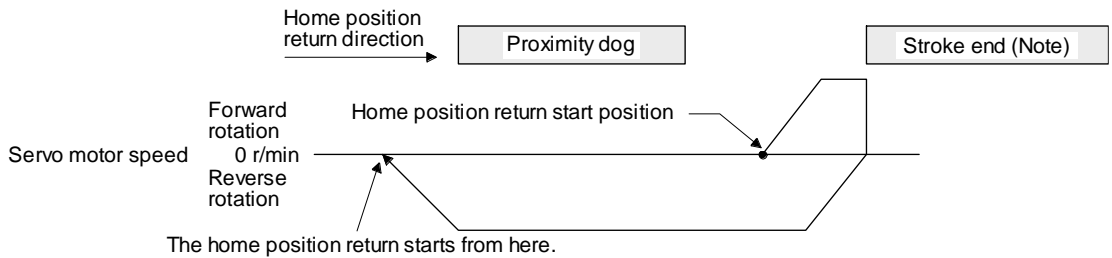 Home position
return direction
Proximity dog
Stroke end (Note)
Home position return start position
Forward
rotation
Servo motor speed 0 r/min
Reverse
rotation
The home position return starts from here.